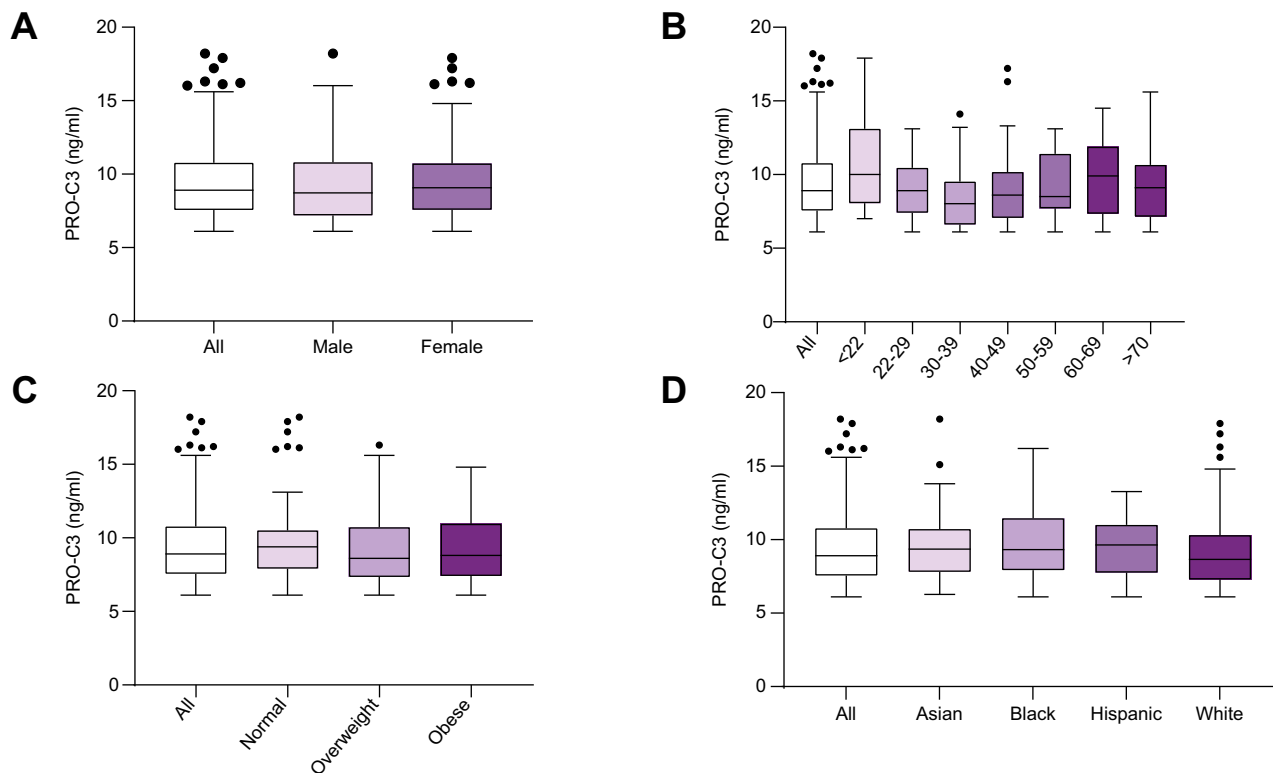 A
PRO-C3 (ng/ml)
20
15
10
5
0
All Male Female
B
PRO-C3 (ng/ml)
20
15
10
5
0
All <22 22-29 30-39 40-49 50-59 60-69 >70
C
PRO-C3 (ng/ml)
20
15
10
5
0
All Normal Overweight Obese
D
PRO-C3 (ng/ml)
20
15
10
5
0
All Asian Black Hispanic White